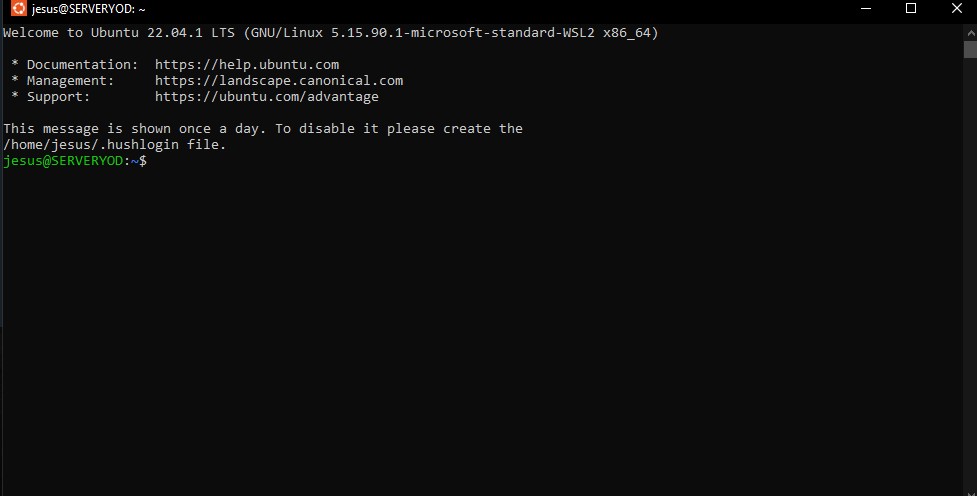 jesus@SERVERYOD: ~
Welcome to Ubuntu 22.04.1 LTS (GNU/Linux 5.15.90.1-microsoft-standard-WSL2 x86_64)
* Documentation:  https://help.ubuntu.com
* Management:     https://landscape.canonical.com
* Support:        https://ubuntu.com/advantage
This message is shown once a day. To disable it please create the
/home/jesus/.hushlogin file.
jesus@SERVERYOD:~$